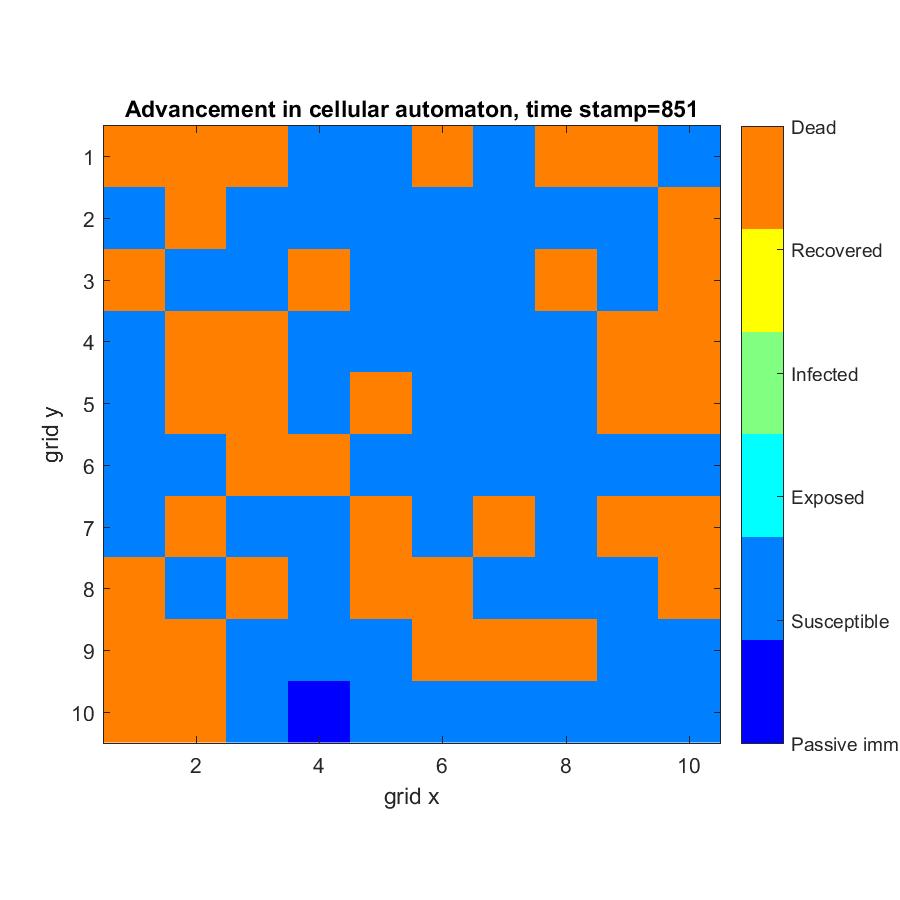 Advancement in cellular automaton, time stamp=851
1
2
3
4
5
6
7
8
9
10
grid y
2 4 6 8 10
grid x
Dead
Recovered
Infected
Exposed
Susceptible
Passive imm